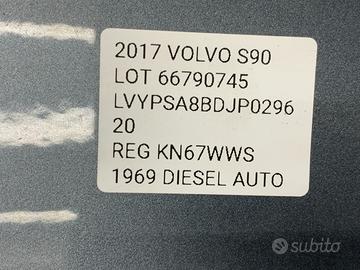 2017 VOLVO S90
LOT 66790745
LVYPSA8BDJP0296
20
REG KN67WWS
1969 DIESEL AUTO
subito